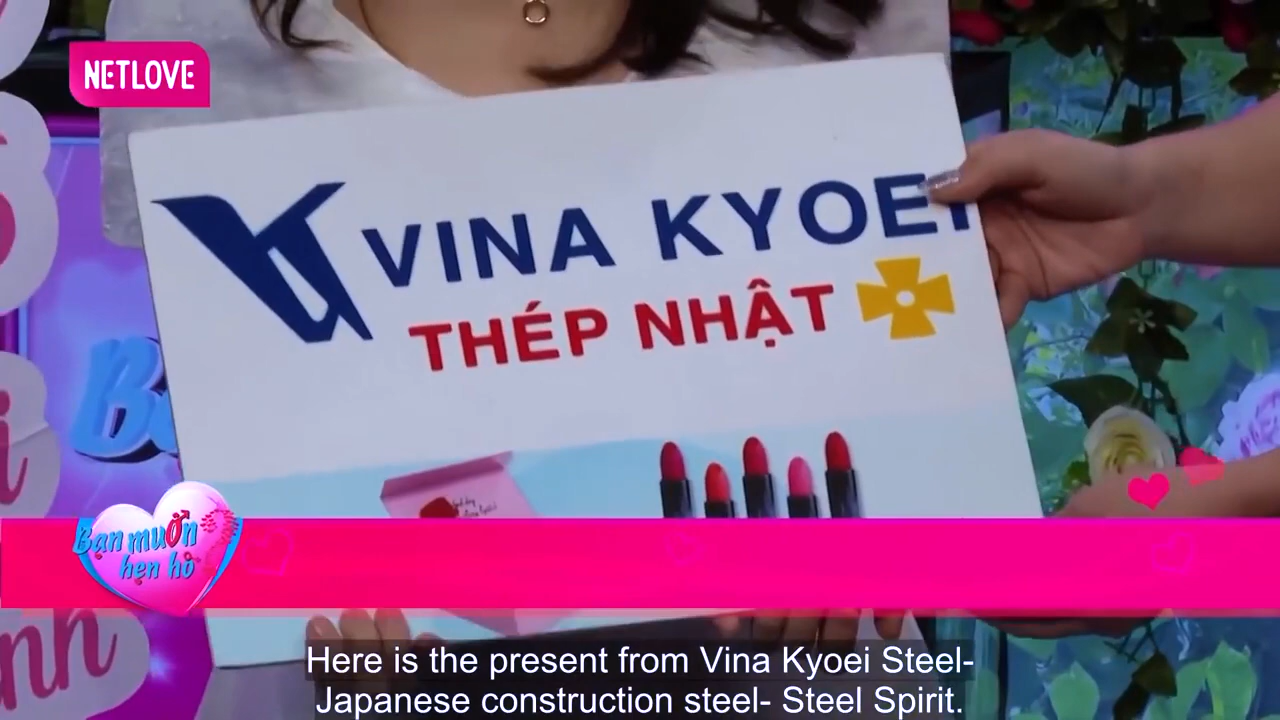 NETLOVE
VINA KYOEI
THÉP NHẬT
Bạn muốn
hẹn hò
Here is the present from Vina Kyoei Steel-
Japanese construction steel- Steel Spirit.